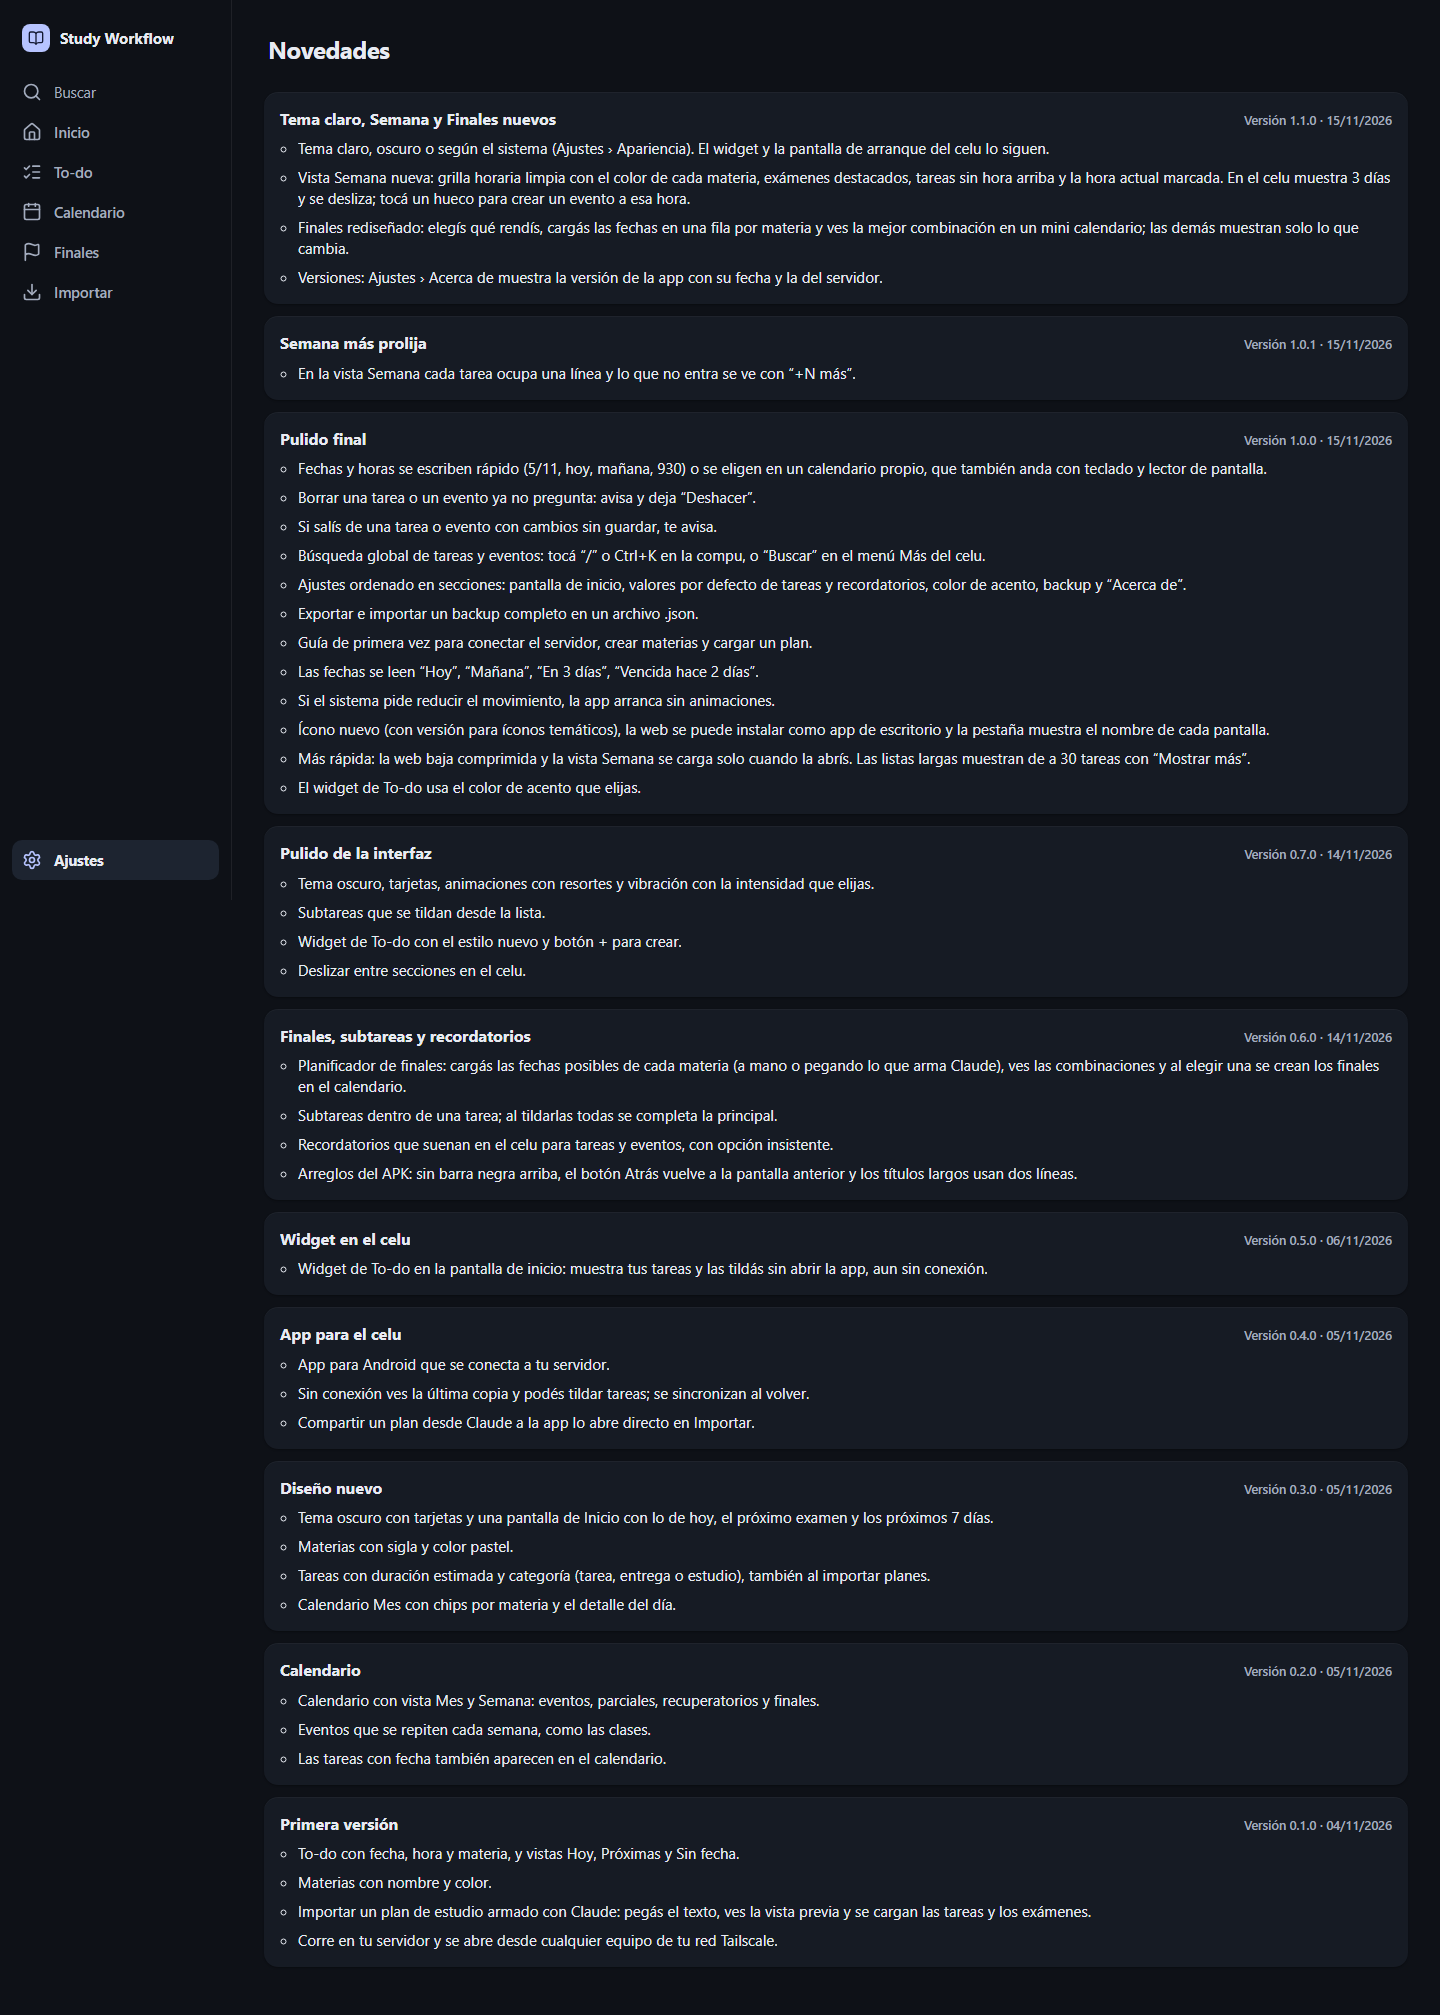 Study Workflow
Buscar
Inicio
To-do
Calendario
Finales
Importar
Ajustes
Novedades
Tema claro, Semana y Finales nuevos
Versión 1.1.0 · 15/11/2026
Tema claro, oscuro o según el sistema (Ajustes › Apariencia). El widget y la pantalla de arranque del celu lo siguen.
Vista Semana nueva: grilla horaria limpia con el color de cada materia, exámenes destacados, tareas sin hora arriba y la hora actual marcada. En el celu muestra 3 días
y se desliza; tocá un hueco para crear un evento a esa hora.
Finales rediseñado: elegís qué rendís, cargás las fechas en una fila por materia y ves la mejor combinación en un mini calendario; las demás muestran solo lo que
cambia.
Versiones: Ajustes › Acerca de muestra la versión de la app con su fecha y la del servidor.
Semana más prolija
Versión 1.0.1 · 15/11/2026
En la vista Semana cada tarea ocupa una línea y lo que no entra se ve con “+N más”.
Pulido final
Versión 1.0.0 · 15/11/2026
Fechas y horas se escriben rápido (5/11, hoy, mañana, 930) o se eligen en un calendario propio, que también anda con teclado y lector de pantalla.
Borrar una tarea o un evento ya no pregunta: avisa y deja “Deshacer”.
Si salís de una tarea o evento con cambios sin guardar, te avisa.
Búsqueda global de tareas y eventos: tocá “/” o Ctrl+K en la compu, o “Buscar” en el menú Más del celu.
Ajustes ordenado en secciones: pantalla de inicio, valores por defecto de tareas y recordatorios, color de acento, backup y “Acerca de”.
Exportar e importar un backup completo en un archivo .json.
Guía de primera vez para conectar el servidor, crear materias y cargar un plan.
Las fechas se leen “Hoy”, “Mañana”, “En 3 días”, “Vencida hace 2 días”.
Si el sistema pide reducir el movimiento, la app arranca sin animaciones.
Ícono nuevo (con versión para íconos temáticos), la web se puede instalar como app de escritorio y la pestaña muestra el nombre de cada pantalla.
Más rápida: la web baja comprimida y la vista Semana se carga solo cuando la abrís. Las listas largas muestran de a 30 tareas con “Mostrar más”.
El widget de To-do usa el color de acento que elijas.
Pulido de la interfaz
Versión 0.7.0 · 14/11/2026
Tema oscuro, tarjetas, animaciones con resortes y vibración con la intensidad que elijas.
Subtareas que se tildan desde la lista.
Widget de To-do con el estilo nuevo y botón + para crear.
Deslizar entre secciones en el celu.
Finales, subtareas y recordatorios
Versión 0.6.0 · 14/11/2026
Planificador de finales: cargás las fechas posibles de cada materia (a mano o pegando lo que arma Claude), ves las combinaciones y al elegir una se crean los finales
en el calendario.
Subtareas dentro de una tarea; al tildarlas todas se completa la principal.
Recordatorios que suenan en el celu para tareas y eventos, con opción insistente.
Arreglos del APK: sin barra negra arriba, el botón Atrás vuelve a la pantalla anterior y los títulos largos usan dos líneas.
Widget en el celu
Versión 0.5.0 · 06/11/2026
Widget de To-do en la pantalla de inicio: muestra tus tareas y las tildás sin abrir la app, aun sin conexión.
App para el celu
Versión 0.4.0 · 05/11/2026
App para Android que se conecta a tu servidor.
Sin conexión ves la última copia y podés tildar tareas; se sincronizan al volver.
Compartir un plan desde Claude a la app lo abre directo en Importar.
Diseño nuevo
Versión 0.3.0 · 05/11/2026
Tema oscuro con tarjetas y una pantalla de Inicio con lo de hoy, el próximo examen y los próximos 7 días.
Materias con sigla y color pastel.
Tareas con duración estimada y categoría (tarea, entrega o estudio), también al importar planes.
Calendario Mes con chips por materia y el detalle del día.
Calendario
Versión 0.2.0 · 05/11/2026
Calendario con vista Mes y Semana: eventos, parciales, recuperatorios y finales.
Eventos que se repiten cada semana, como las clases.
Las tareas con fecha también aparecen en el calendario.
Primera versión
Versión 0.1.0 · 04/11/2026
To-do con fecha, hora y materia, y vistas Hoy, Próximas y Sin fecha.
Materias con nombre y color.
Importar un plan de estudio armado con Claude: pegás el texto, ves la vista previa y se cargan las tareas y los exámenes.
Corre en tu servidor y se abre desde cualquier equipo de tu red Tailscale.